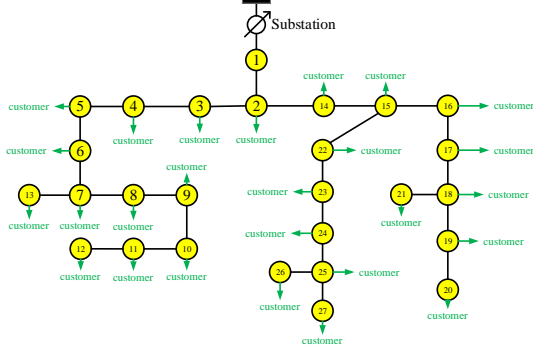 Substation
1
customer customer
customer 5 4 3 2 14 15 16 customer
customer customer customer
customer 6 customer 22 customer 17 customer
13 7 8 9 23 customer 21 18 customer
customer customer customer customer
12 11 10 customer 24 19 customer
customer customer customer 26 25 customer 20
customer 27 customer
customer